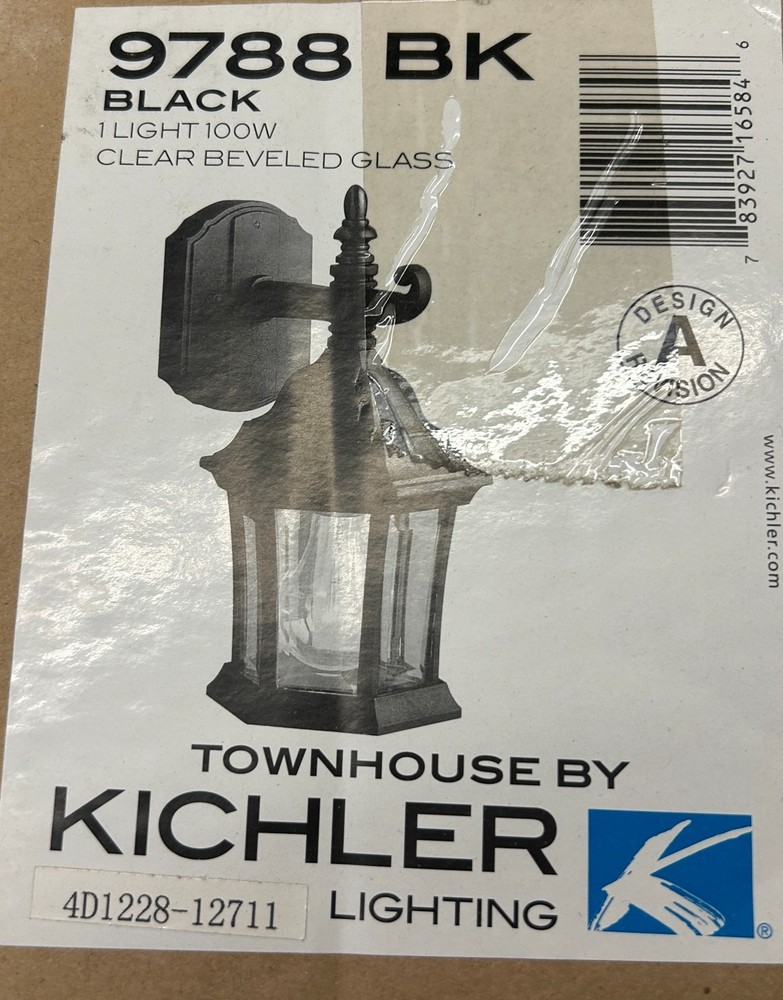 9788 BK
BLACK
1 LIGHT 100W
CLEAR BEVELED GLASS
7 83927 16584 6
DESIGN
A
REVISION
www.kichler.com
TOWNHOUSE BY
KICHLER
LIGHTING
®
4D1228-12711